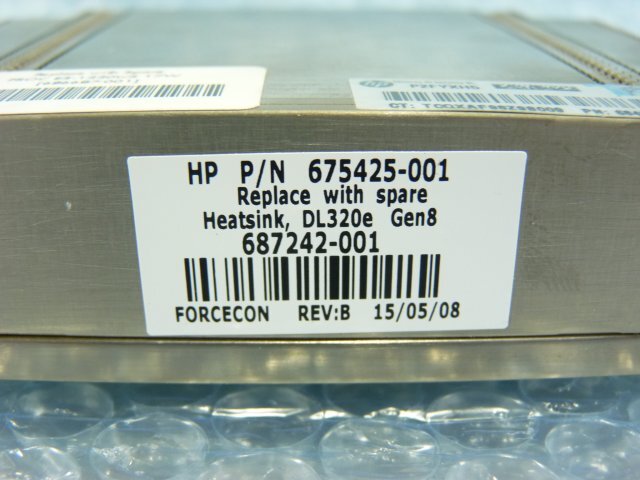 HP P/N 675425-001
Replace with spare
Heatsink, DL320e Gen8
687242-001
FORCECON REV:B 15/05/08